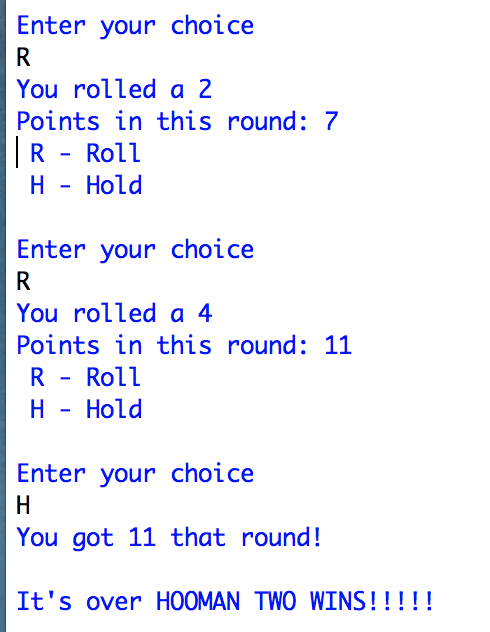 Enter your choice
R
You rolled a 2
Points in this round: 7
R - Roll
H - Hold
Enter your choice
R
You rolled a 4
Points in this round: 11
R - Roll
H - Hold
Enter your choice
H
You got 11 that round!
It's over HOOMAN TWO WINS!!!!!